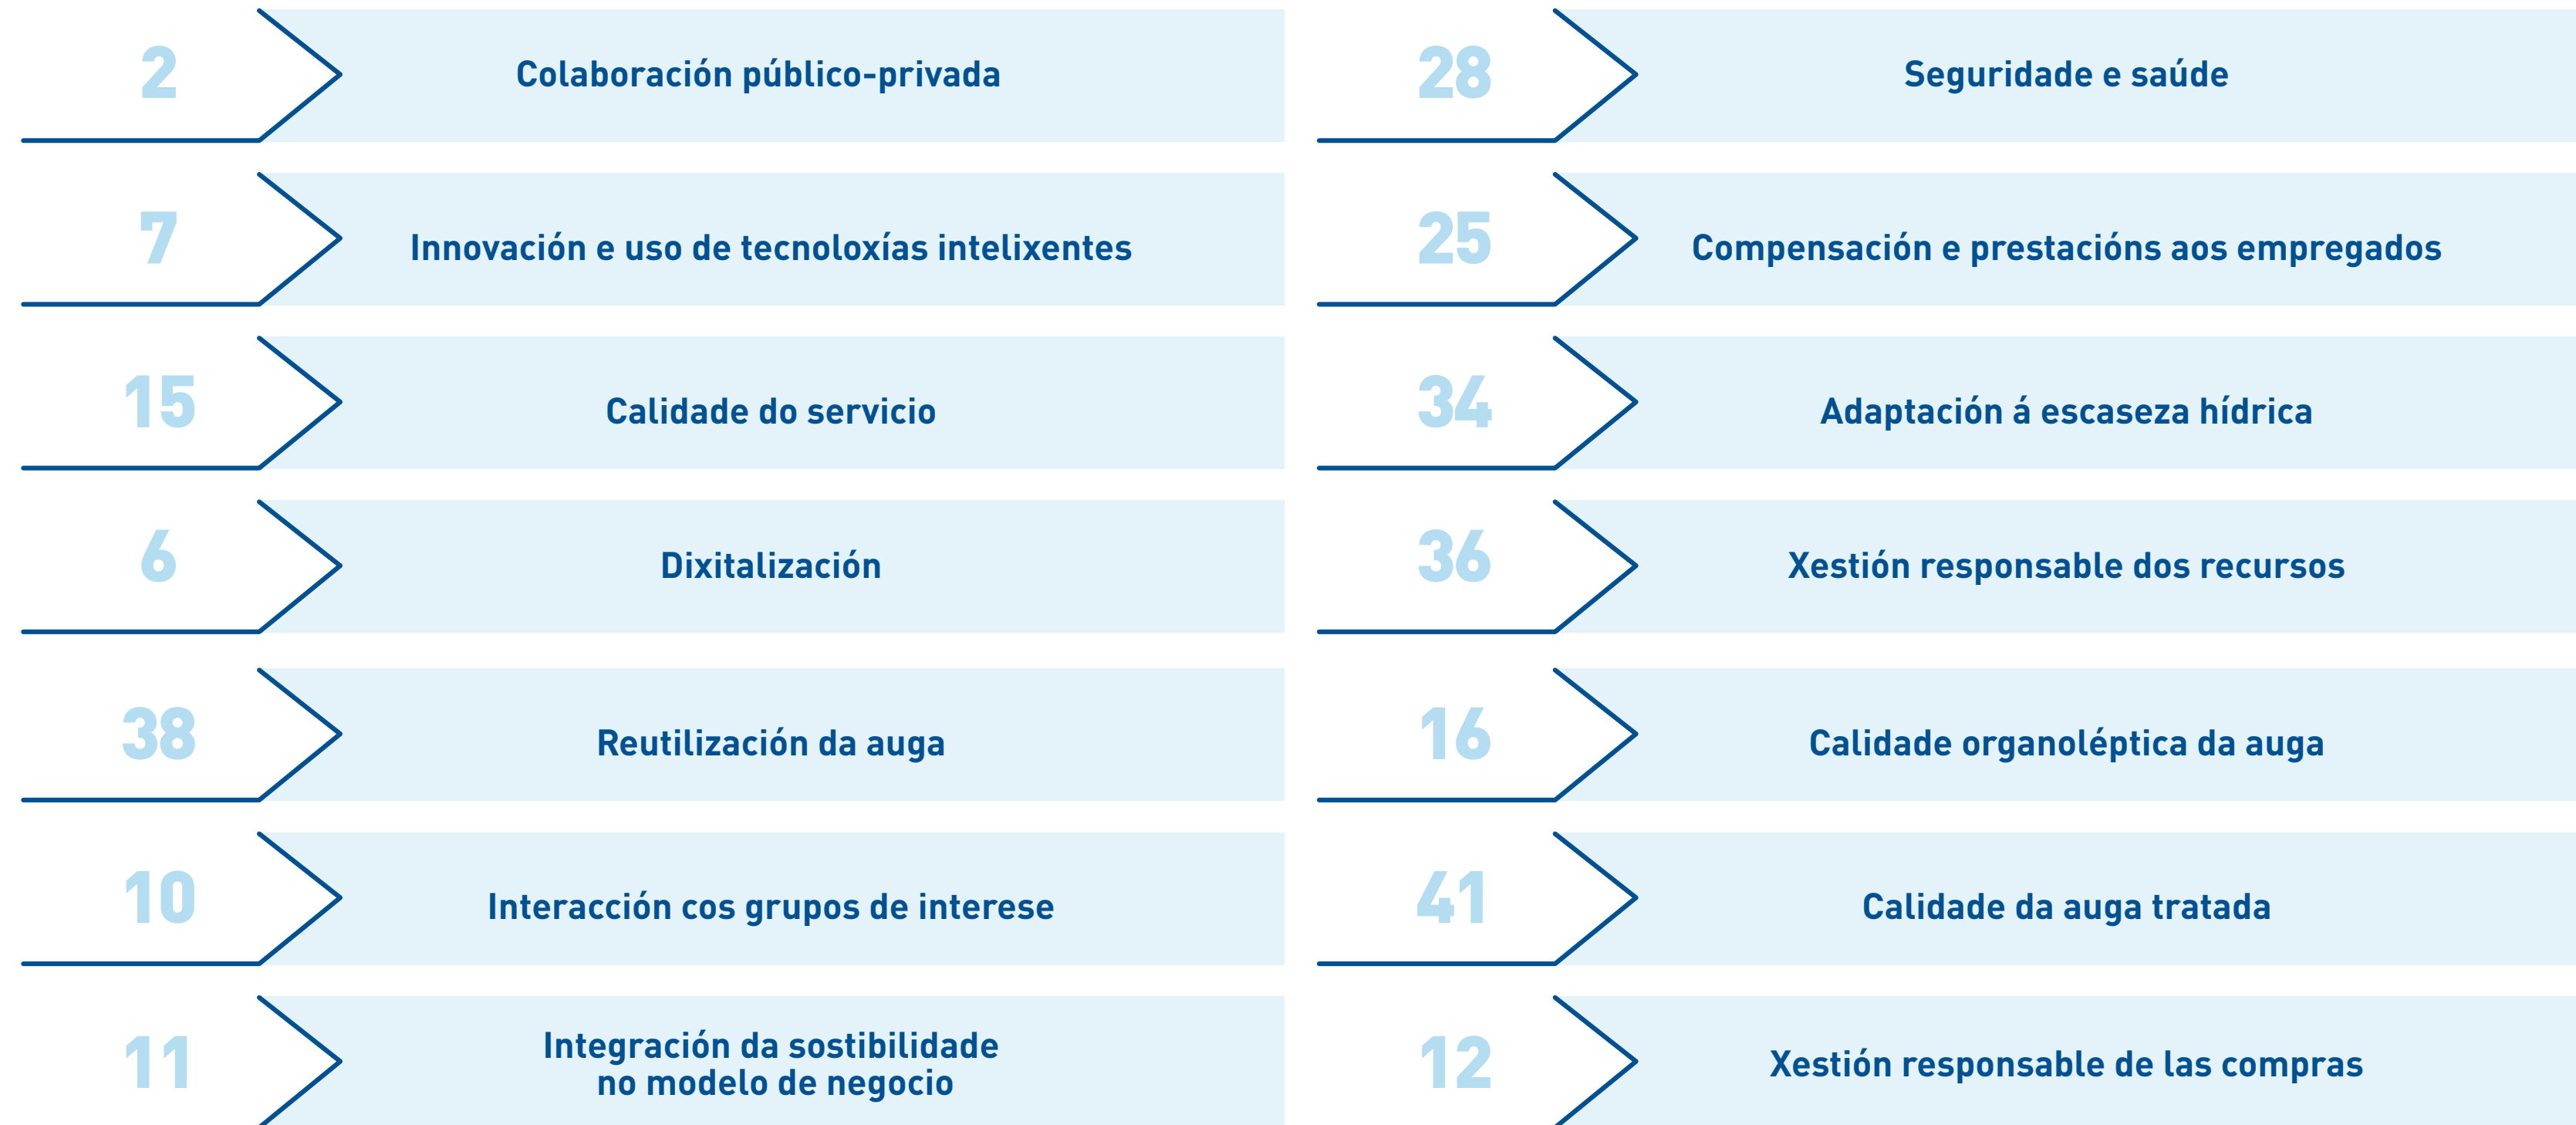 2
Colaboración público-privada
7
Innovación e uso de tecnoloxías intelixentes
15
Calidade do servicio
6
Dixitalización
38
Reutilización da auga
10
Interacción cos grupos de interese
11
Integración da sostibilidade
no modelo de negocio
28
Seguridade e saúde
25
Compensación e prestacións aos empregados
34
Adaptación á escaseza hídrica
36
Xestión responsable dos recursos
16
Calidade organoléptica da auga
41
Calidade da auga tratada
12
Xestión responsable de las compras